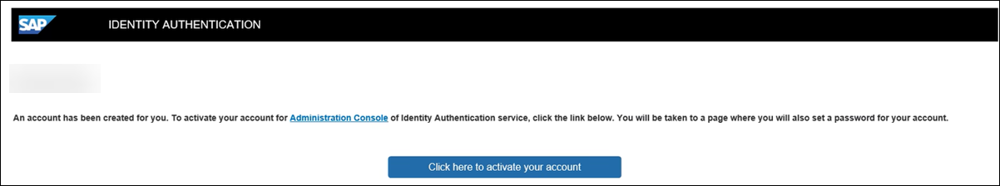 SAP IDENTITY AUTHENTICATION
An account has been created for you. To activate your account for Administration Console of Identity Authentication service, click the link below. You will be taken to a page where you will also set a password for your account.
Click here to activate your account